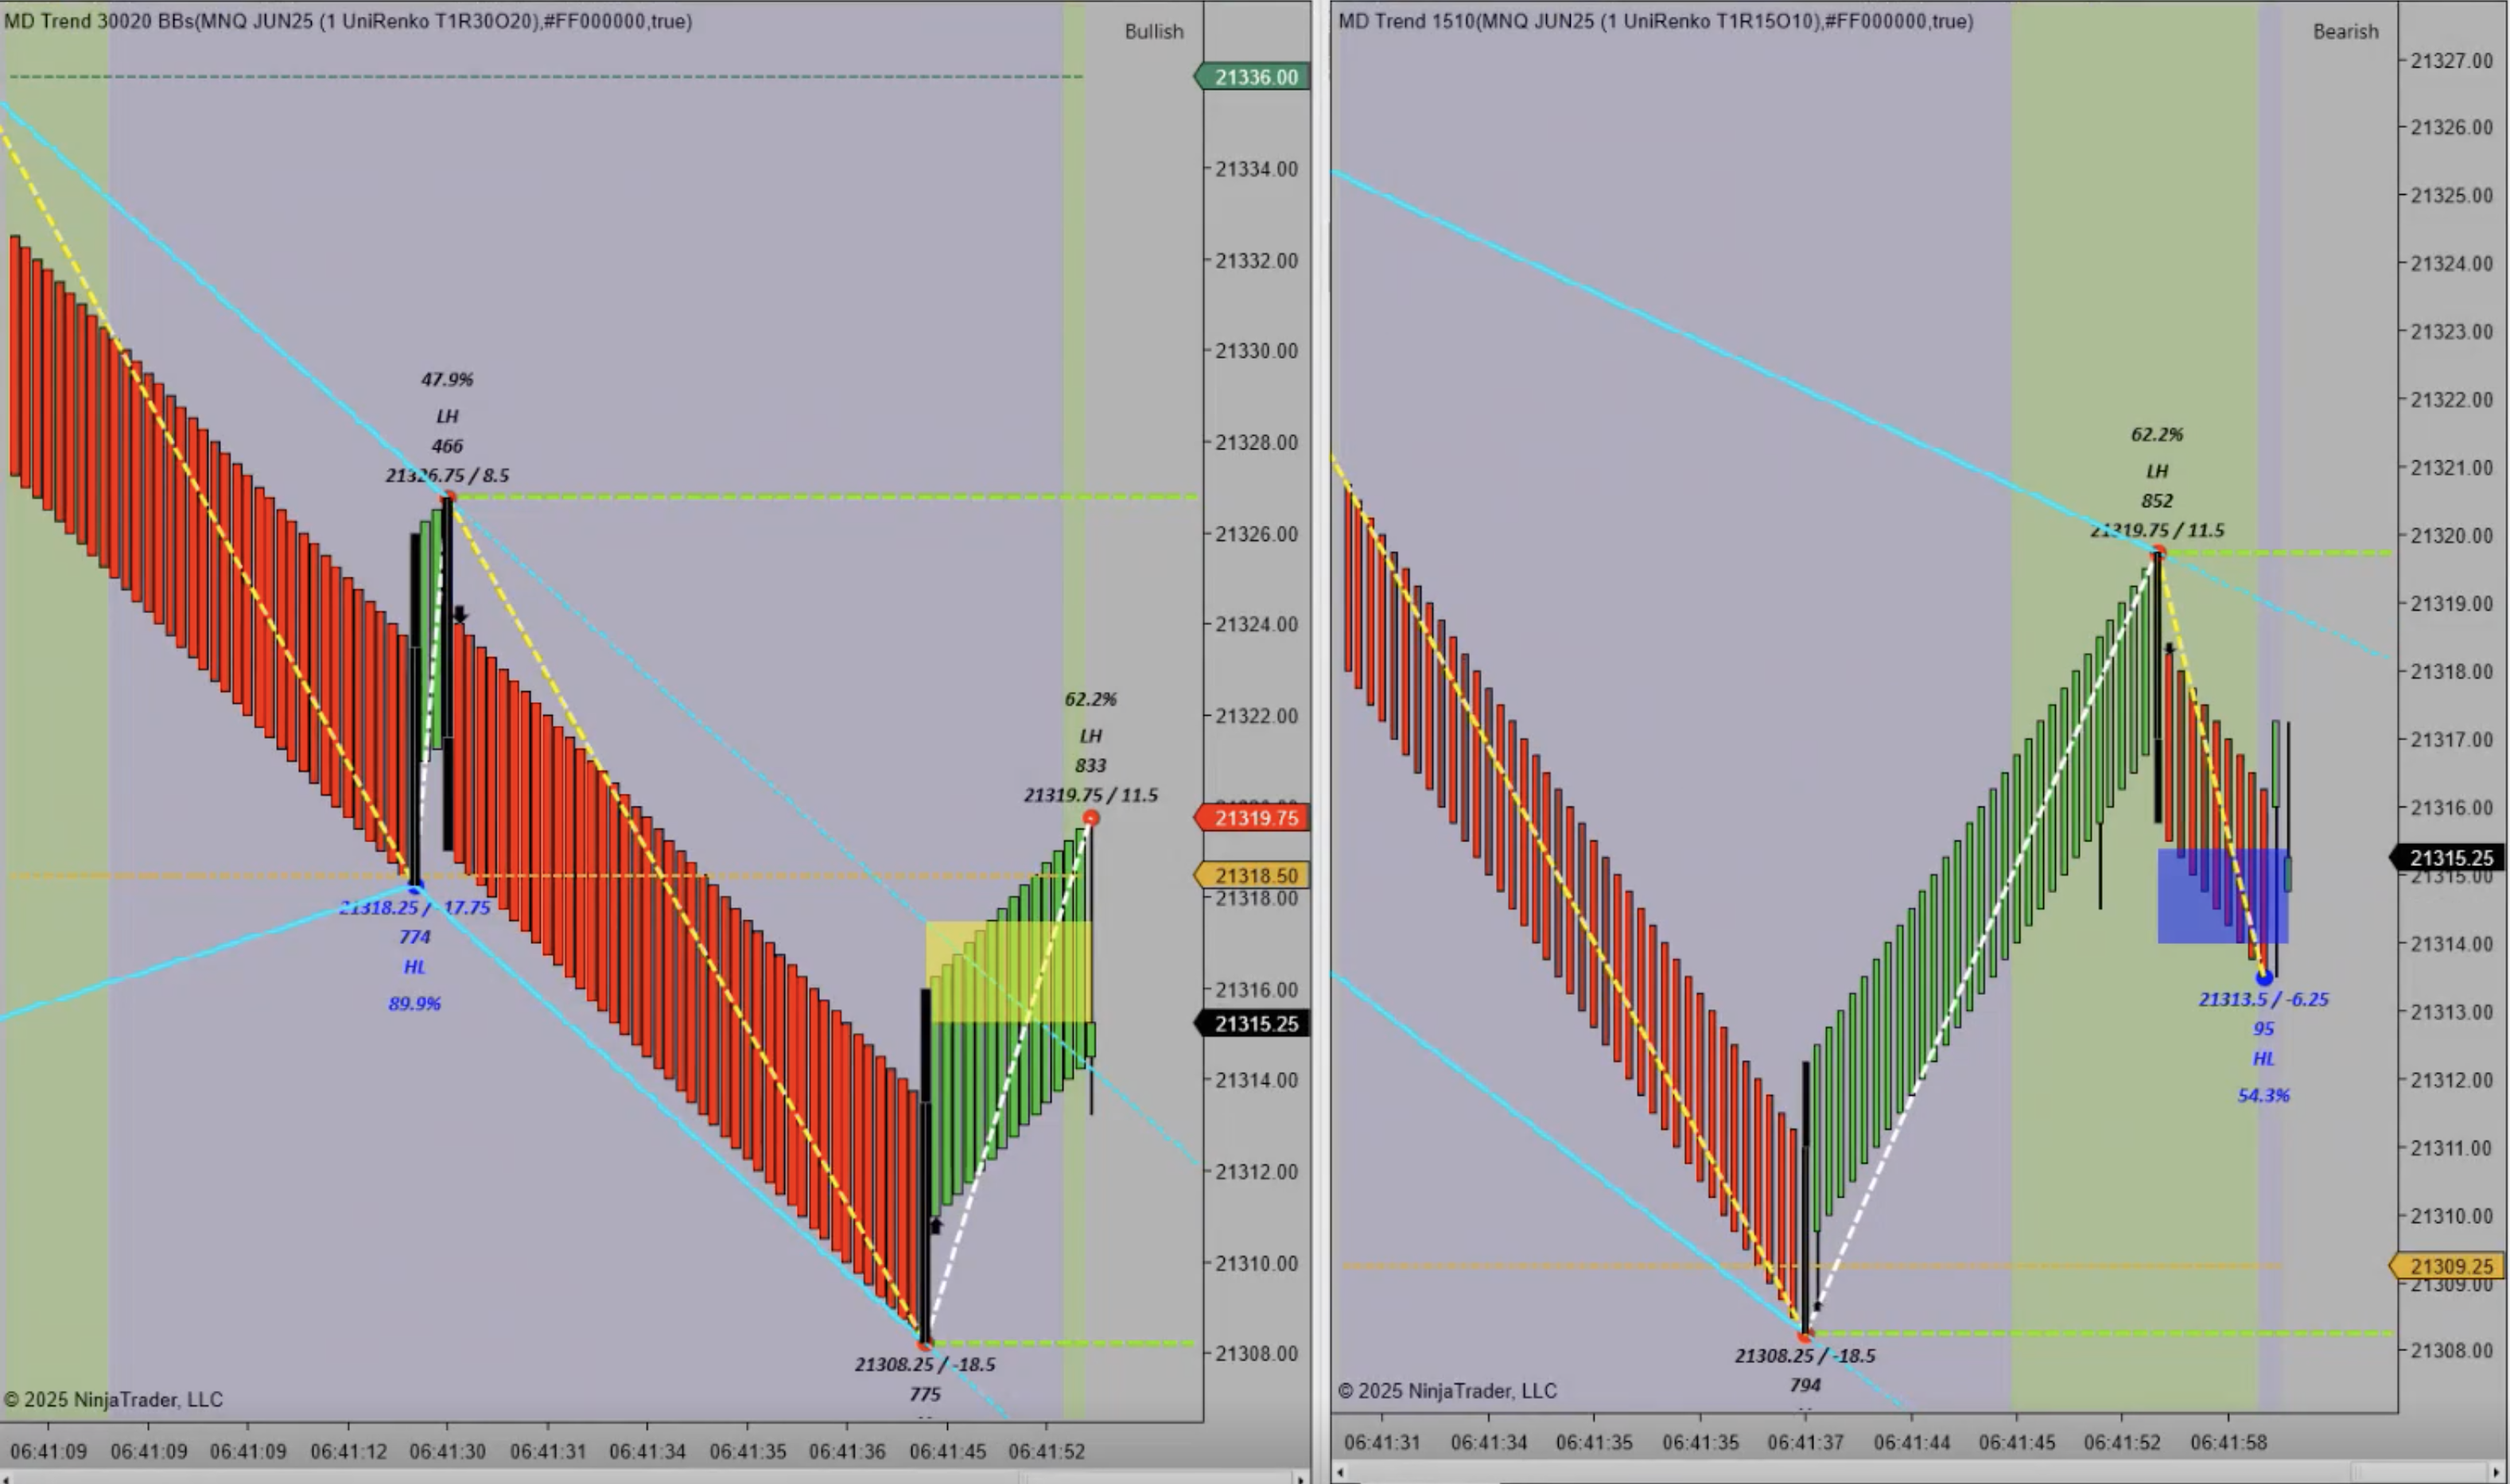 MD Trend 30020 BBs(MNQ JUN25 (1 UniRenko T1R30O20),#FF000000,true)
Bullish
21336.00
21334.00
21332.00
21330.00
21328.00
21326.00
21324.00
21322.00
21319.75
21318.50
21318.00
21316.00
21315.25
21314.00
21312.00
21310.00
21308.00
47.9%
LH
466
21326.75 / 8.5
21318.25 / -17.75
774
HL
89.9%
62.2%
LH
833
21319.75 / 11.5
21308.25 / -18.5
775
© 2025 NinjaTrader, LLC
06:41:09 06:41:09 06:41:09 06:41:12 06:41:30 06:41:31 06:41:34 06:41:35 06:41:36 06:41:45 06:41:52
MD Trend 1510(MNQ JUN25 (1 UniRenko T1R15O10),#FF000000,true)
Bearish
21327.00
21326.00
21325.00
21324.00
21323.00
21322.00
21321.00
21320.00
21319.00
21318.00
21317.00
21316.00
21315.25
21315.00
21314.00
21313.00
21312.00
21311.00
21310.00
21309.25
21309.00
21308.00
62.2%
LH
852
21319.75 / 11.5
21313.5 / -6.25
95
HL
54.3%
21308.25 / -18.5
794
© 2025 NinjaTrader, LLC
06:41:31 06:41:34 06:41:35 06:41:35 06:41:37 06:41:44 06:41:45 06:41:52 06:41:58